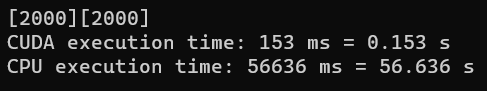 [2000][2000]
CUDA execution time: 153 ms = 0.153 s
CPU execution time: 56636 ms = 56.636 s